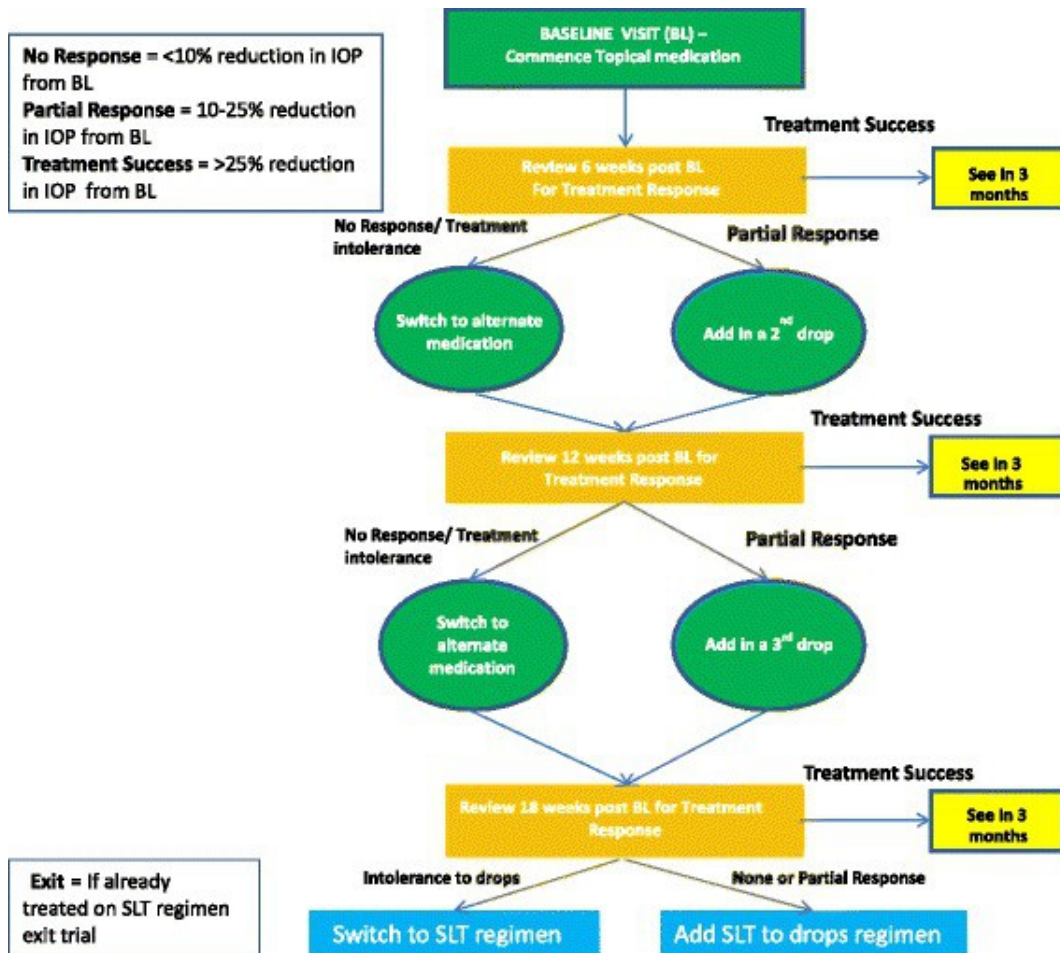 No Response = <10% reduction in IOP
from BL
Partial Response = 10-25% reduction
in IOP from BL
Treatment Success = >25% reduction
in IOP from BL
BASELINE VISIT (BL) –
Commence Topical medication
Treatment Success
Review 6 weeks post BL
For Treatment Response
See in 3
months
No Response/ Treatment
intolerance
Partial Response
Switch to alternate
medication
Add in a 2nd drop
Treatment Success
Review 12 weeks post BL for
Treatment Response
See in 3
months
No Response/ Treatment
intolerance
Partial Response
Switch to
alternate
medication
Add in a 3rd drop
Treatment Success
Review 18 weeks post BL for Treatment
Response
See in 3
months
Exit = If already
treated on SLT regimen
exit trial
Intolerance to drops
None or Partial Response
Switch to SLT regimen
Add SLT to drops regimen